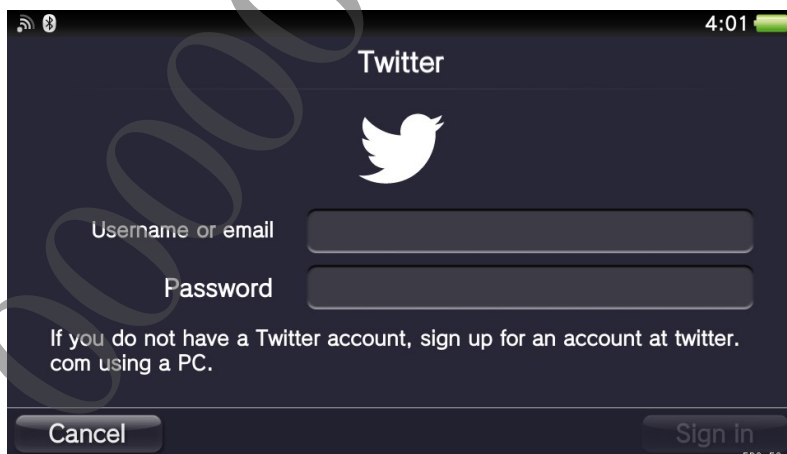 4:01
Twitter
Username or email
Password
If you do not have a Twitter account, sign up for an account at twitter.
com using a PC.
Cancel
Sign in